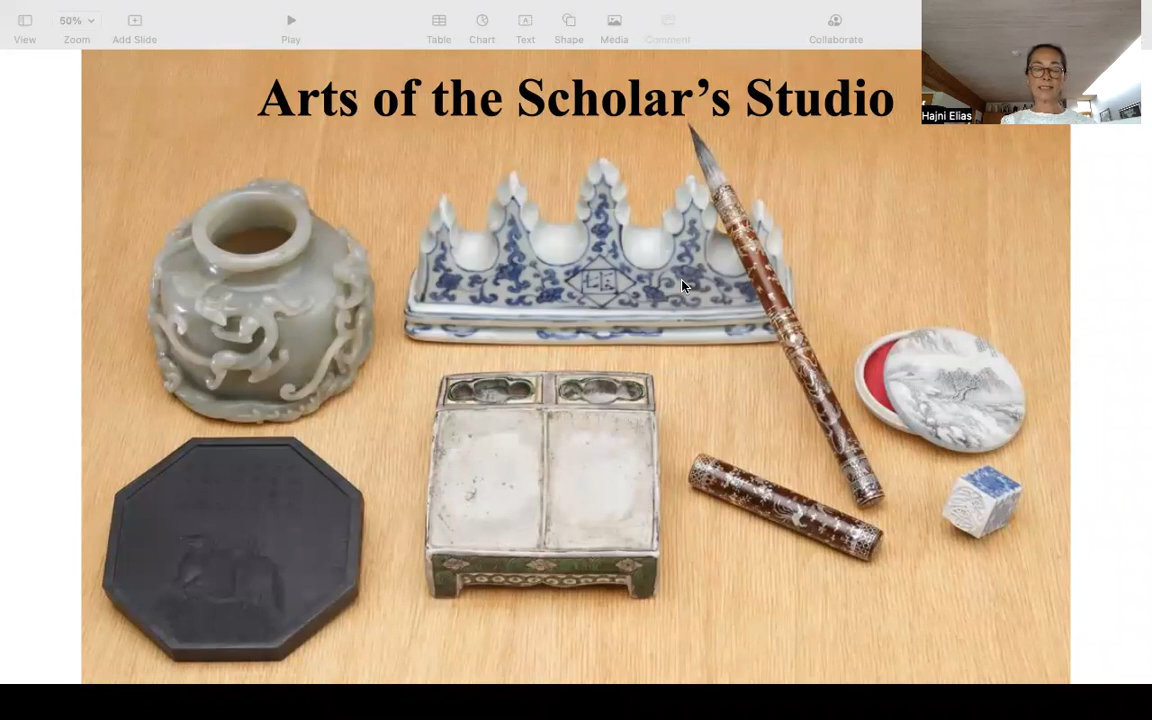 View
50%
Zoom
Add Slide
Play
Table
Chart
Text
Shape
Media
Comment
Collaborate
Hajni Elias
Arts of the Scholar’s Studio